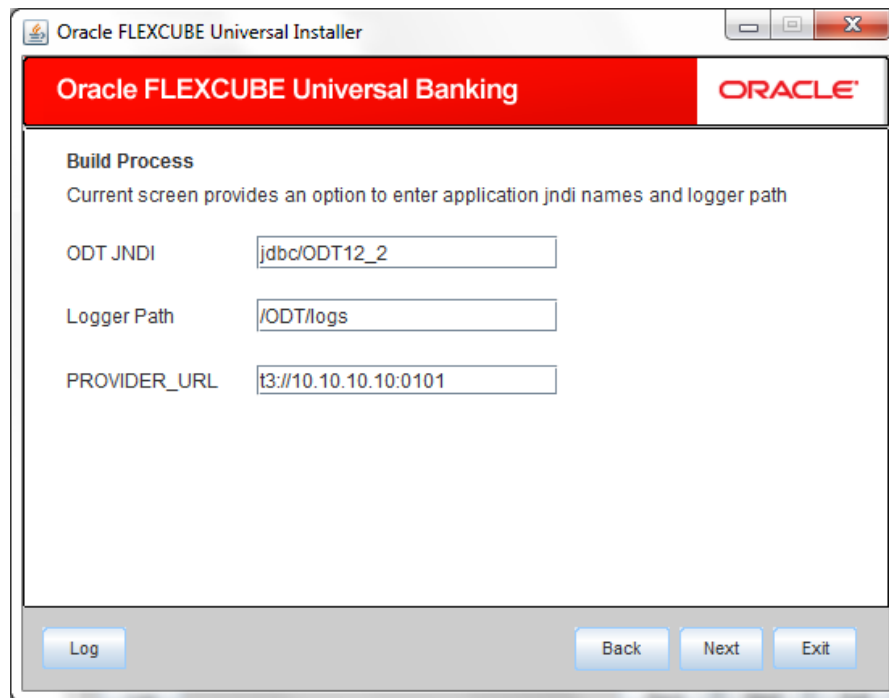 Oracle FLEXCUBE Universal Installer
Oracle FLEXCUBE Universal Banking
ORACLE
Build Process
Current screen provides an option to enter application jndi names and logger path
ODT JNDI jdbc/ODT12_2
Logger Path /ODT/logs
PROVIDER_URL t3://10.10.10.10:0101
Log Back Next Exit